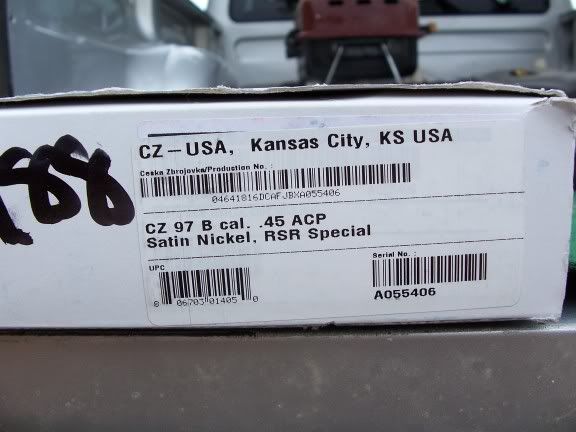 CZ-USA, Kansas City, KS USA
Ceska Zbrojovka/Production No. :
04641816DCAFJBXA055406
CZ 97 B cal. .45 ACP
Satin Nickel, RSR Special
UPC
8 06703 01405 0
Serial No. :
A055406
988